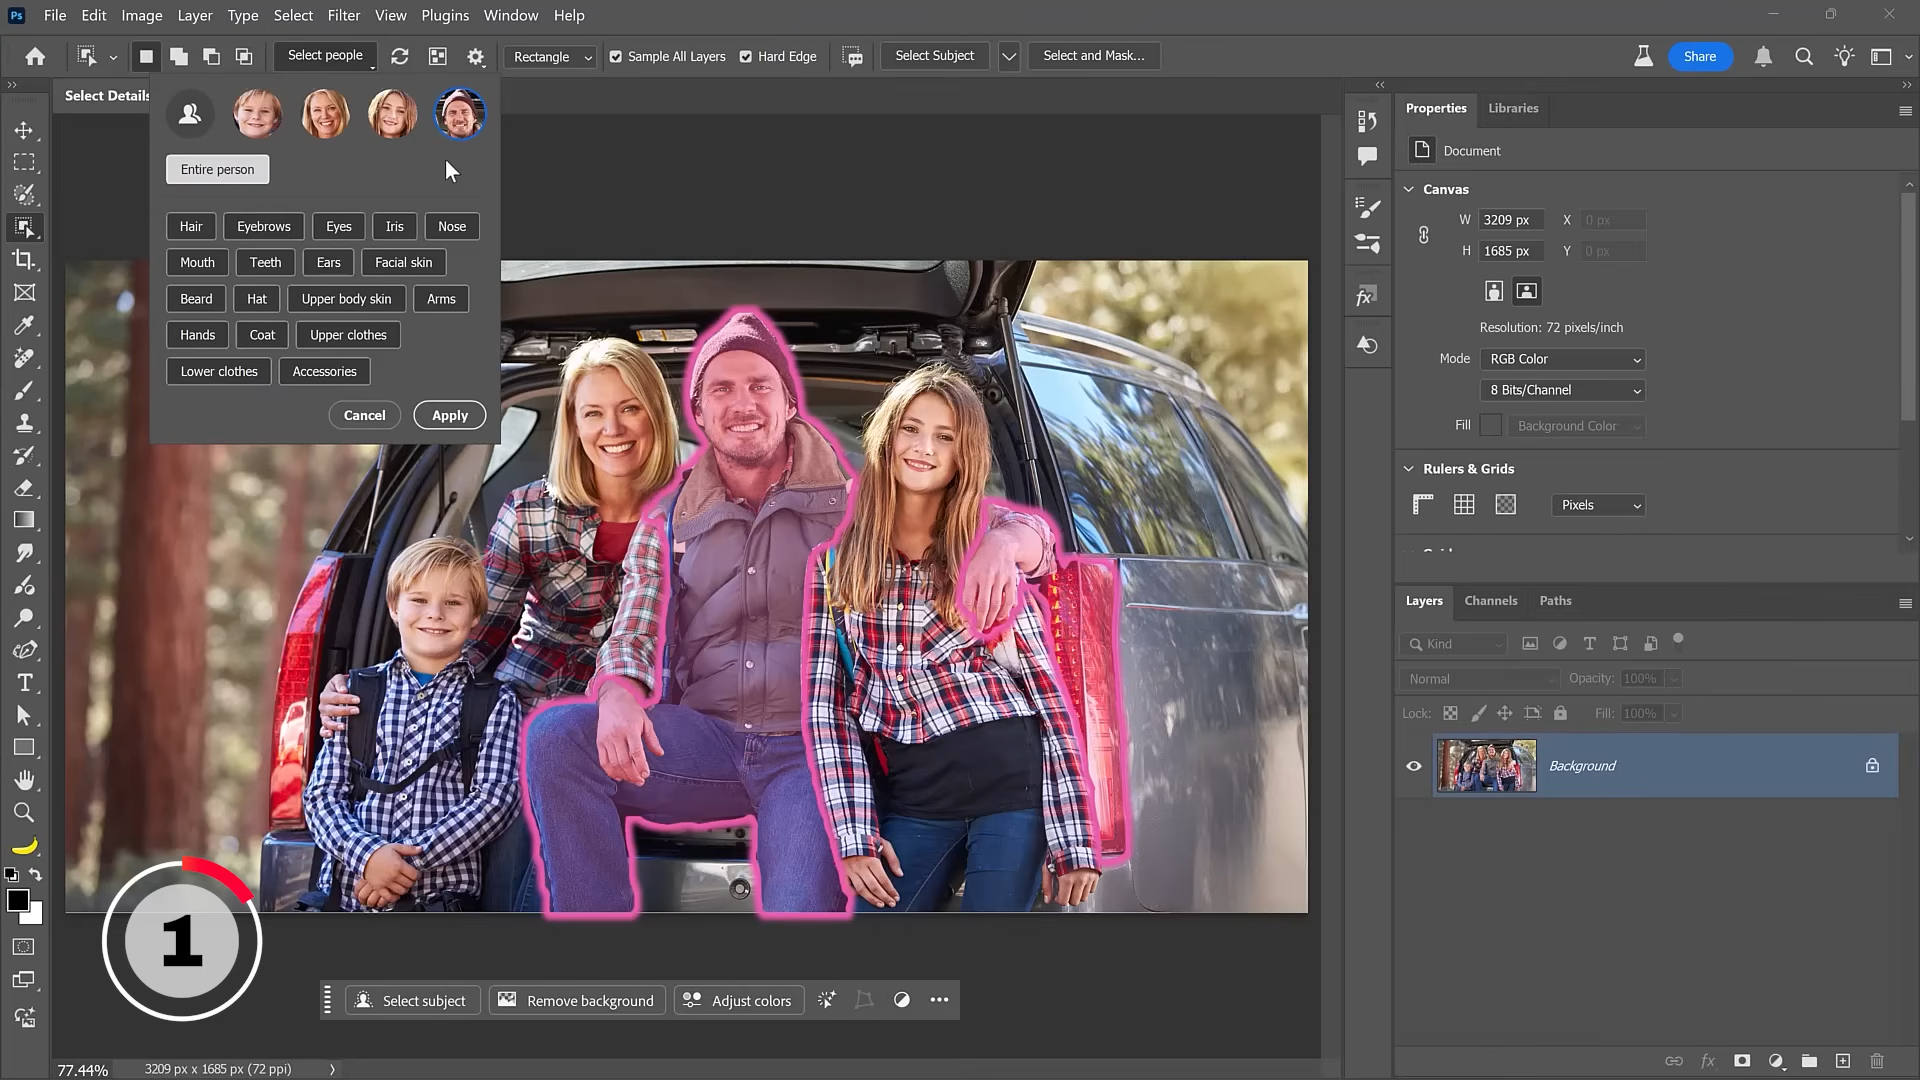 Ps File Edit Image Layer Type Select Filter View Plugins Window Help
Select people Rectangle Sample All Layers Hard Edge Select Subject Select and Mask... Share
Select Details
Entire person
Hair Eyebrows Eyes Iris Nose
Mouth Teeth Ears Facial skin
Beard Hat Upper body skin Arms
Hands Coat Upper clothes
Lower clothes Accessories
Cancel Apply
Properties Libraries
Document
Canvas
W 3209 px X 0 px
H 1685 px Y 0 px
Resolution: 72 pixels/inch
Mode RGB Color
8 Bits/Channel
Fill Background Color
Rulers & Grids
Pixels
Layers Channels Paths
Kind
Normal Opacity: 100%
Lock: Fill: 100%
Background
fx
1
Select subject Remove background Adjust colors
77.44% 3209 px x 1685 px (72 ppi)
fx